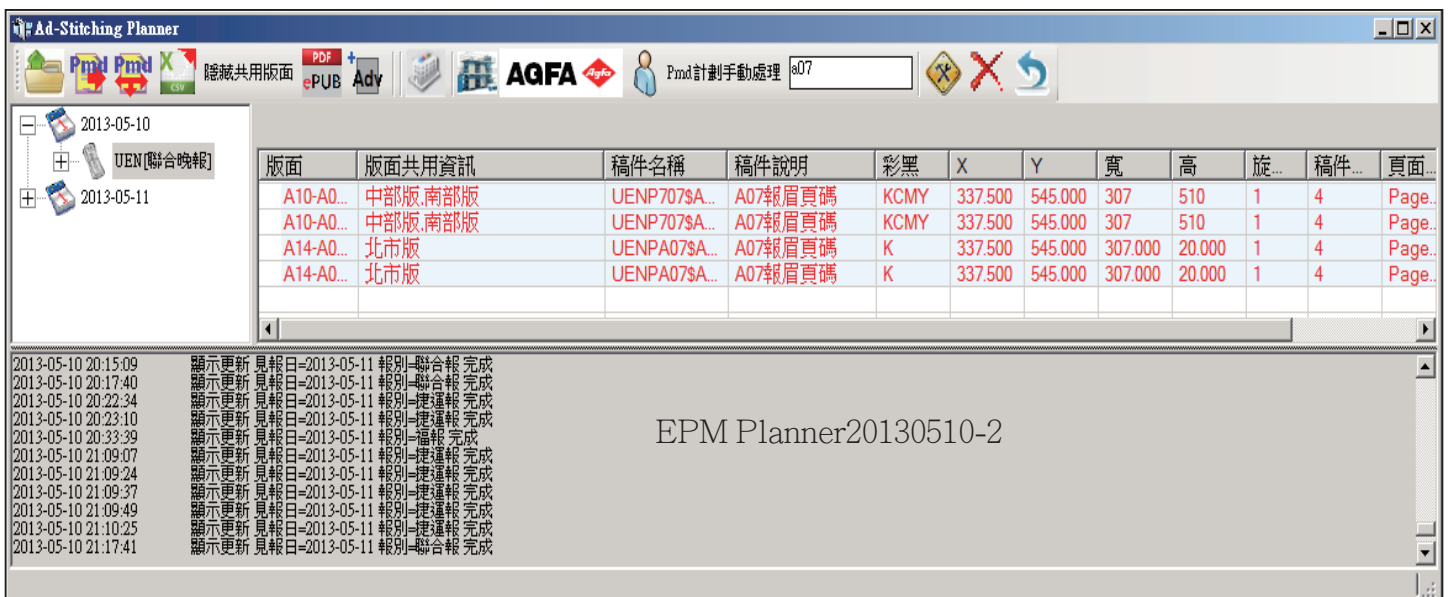 Ad-Stitching Planner
Pmd Pmd X CSV 隱藏共用版面 PDF ePUB +Adv AGFA Agfa Pmd計劃手動處理 a07
2013-05-10
UEN[聯合晚報]
2013-05-11
版面 版面共用資訊 稿件名稱 稿件說明 彩黑 X Y 寬 高 旋... 稿件... 頁面...
A10-A0... 中部版,南部版 UENP707$A... A07報眉頁碼 KCMY 337.500 545.000 307 510 1 4 Page...
A10-A0... 中部版,南部版 UENP707$A... A07報眉頁碼 KCMY 337.500 545.000 307 510 1 4 Page...
A14-A0... 北市版 UENPA07$A... A07報眉頁碼 K 337.500 545.000 307.000 20.000 1 4 Page...
A14-A0... 北市版 UENPA07$A... A07報眉頁碼 K 337.500 545.000 307.000 20.000 1 4 Page...
2013-05-10 20:15:09 顯示更新 見報日=2013-05-11 報別=聯合報 完成
2013-05-10 20:17:40 顯示更新 見報日=2013-05-11 報別=聯合報 完成
2013-05-10 20:22:34 顯示更新 見報日=2013-05-11 報別=捷運報 完成
2013-05-10 20:23:10 顯示更新 見報日=2013-05-11 報別=捷運報 完成
2013-05-10 20:33:39 顯示更新 見報日=2013-05-11 報別=福報 完成
2013-05-10 21:09:07 顯示更新 見報日=2013-05-11 報別=捷運報 完成
2013-05-10 21:09:24 顯示更新 見報日=2013-05-11 報別=捷運報 完成
2013-05-10 21:09:37 顯示更新 見報日=2013-05-11 報別=捷運報 完成
2013-05-10 21:09:49 顯示更新 見報日=2013-05-11 報別=捷運報 完成
2013-05-10 21:10:25 顯示更新 見報日=2013-05-11 報別=捷運報 完成
2013-05-10 21:17:41 顯示更新 見報日=2013-05-11 報別=聯合報 完成
EPM Planner20130510-2